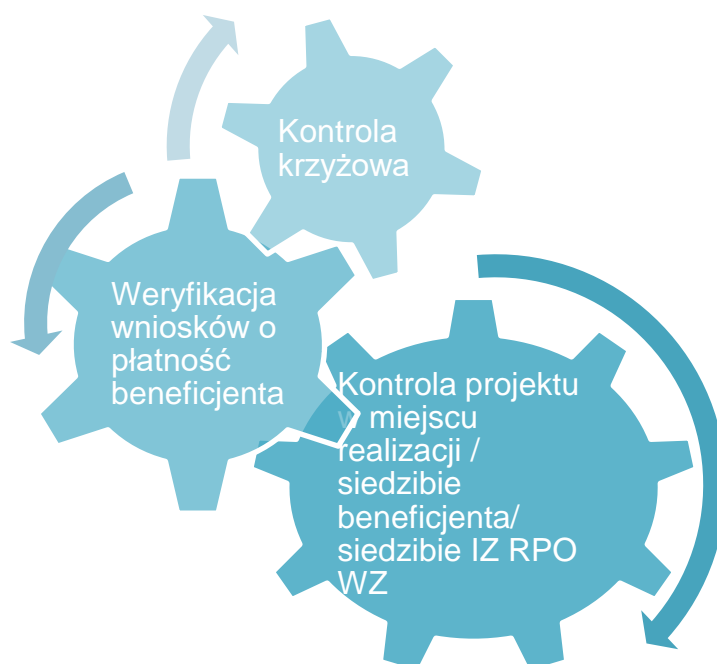 Kontrola
krzyżowa
Weryfikacja
wniosków o
płatność
beneficjenta
Kontrola projektu
w miejscu
realizacji /
siedzibie
beneficjenta/
siedzibie IZ RPO
WZ